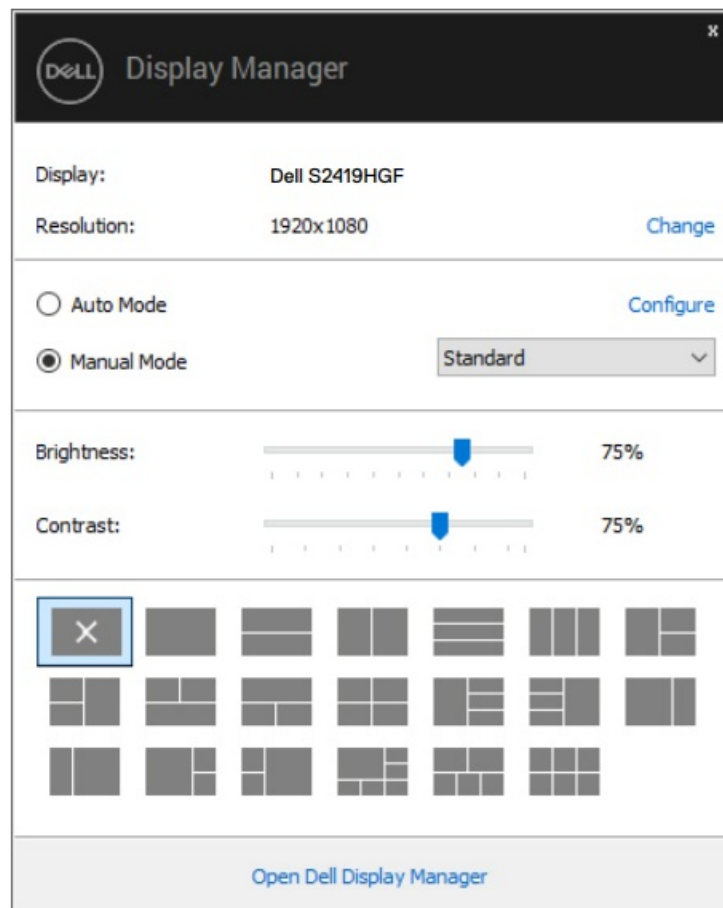 x
DELL Display Manager
Display: Dell S2419HGF
Resolution: 1920x1080 Change
Auto Mode Configure
Manual Mode Standard
Brightness: 75%
Contrast: 75%
Open Dell Display Manager